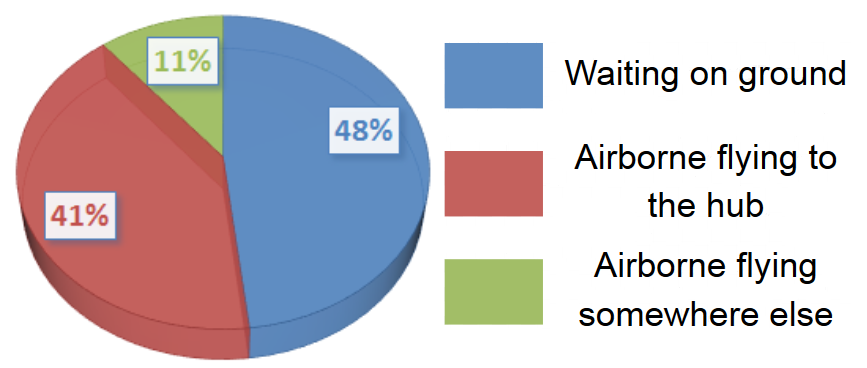 11%
48%
41%
Waiting on ground
Airborne flying to
the hub
Airborne flying
somewhere else